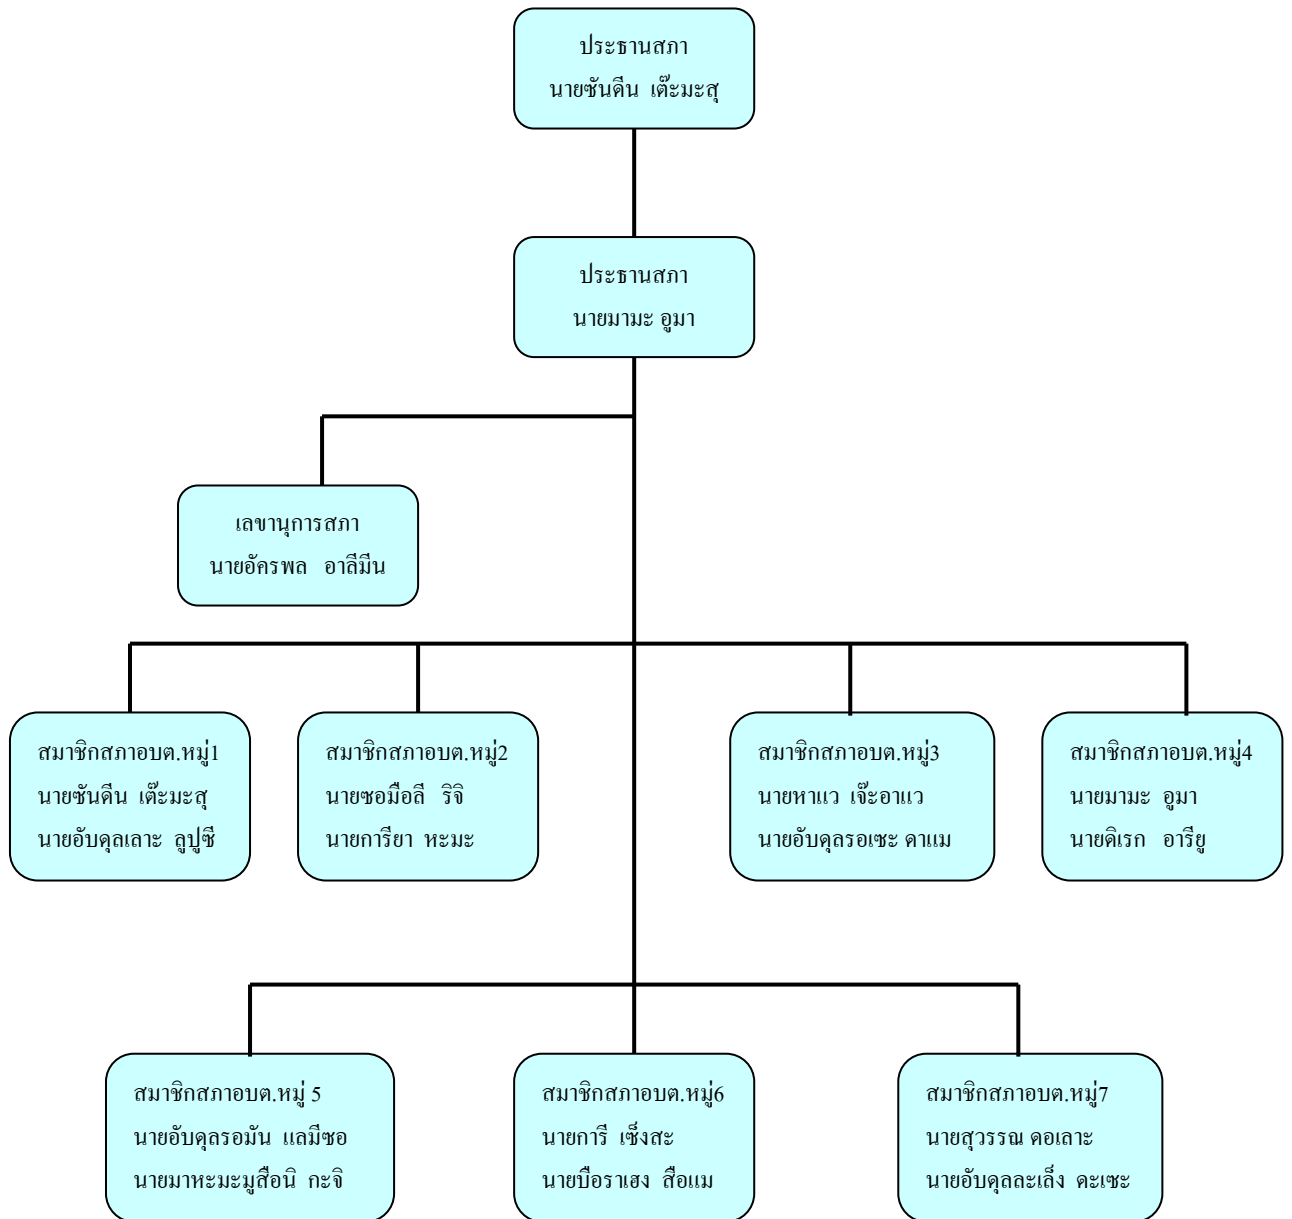 ประธานสภา
นายซันดีน เต๊ะมะสุ
ประธานสภา
นายมามะ อูมา
เลขานุการสภา
นายอัครพล อาลีมีน
สมาชิกสภาอบต.หมู่1
นายซันดีน เต๊ะมะสุ
นายอับดุลเลาะ ลูปูซี
สมาชิกสภาอบต.หมู่2
นายซอมือลี ริจิ
นายการียา หะมะ
สมาชิกสภาอบต.หมู่3
นายหาแว เจ๊ะอาแว
นายอับดุลรอเซะ ดาแม
สมาชิกสภาอบต.หมู่4
นายมามะ อูมา
นายดิเรก อารียู
สมาชิกสภาอบต.หมู่ 5
นายอับดุลรอมัน แลมีซอ
นายมาหะมะมูสือนิ กะจิ
สมาชิกสภาอบต.หมู่6
นายการี เซ็งสะ
นายบือราเฮง สือแม
สมาชิกสภาอบต.หมู่7
นายสุวรรณ ดอเลาะ
นายอับดุลละเล็ง ดะเซะ